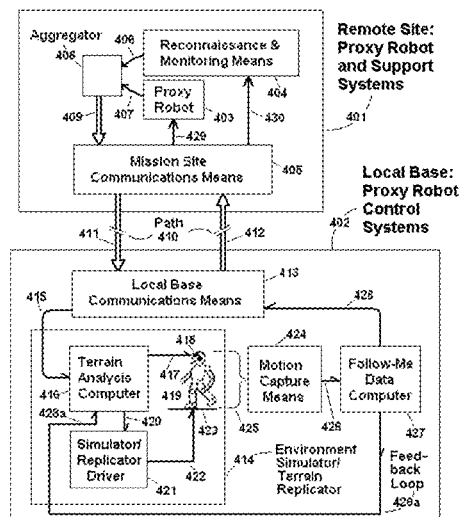 Remote Site:
Proxy Robot
and Support
Systems
401
Aggregator
408
406
Reconnaissance &
Monitoring Means
404
407
Proxy
Robot
403
409
429
430
Mission Site
Communications Means
405
Local Base:
Proxy Robot
402
Control
Systems
Path
410
411
412
Local Base
Communications Means
413
415
428
418
424
Terrain
Analysis
Computer
416
417
419
Motion
Capture
Means
Follow-Me
Data
Computer
428a
420
423
425
426
427
Simulator/
Replicator
Driver
421
422
414
Environment
Simulator/
Terrain
Replicator
Feed-
back
Loop
428a